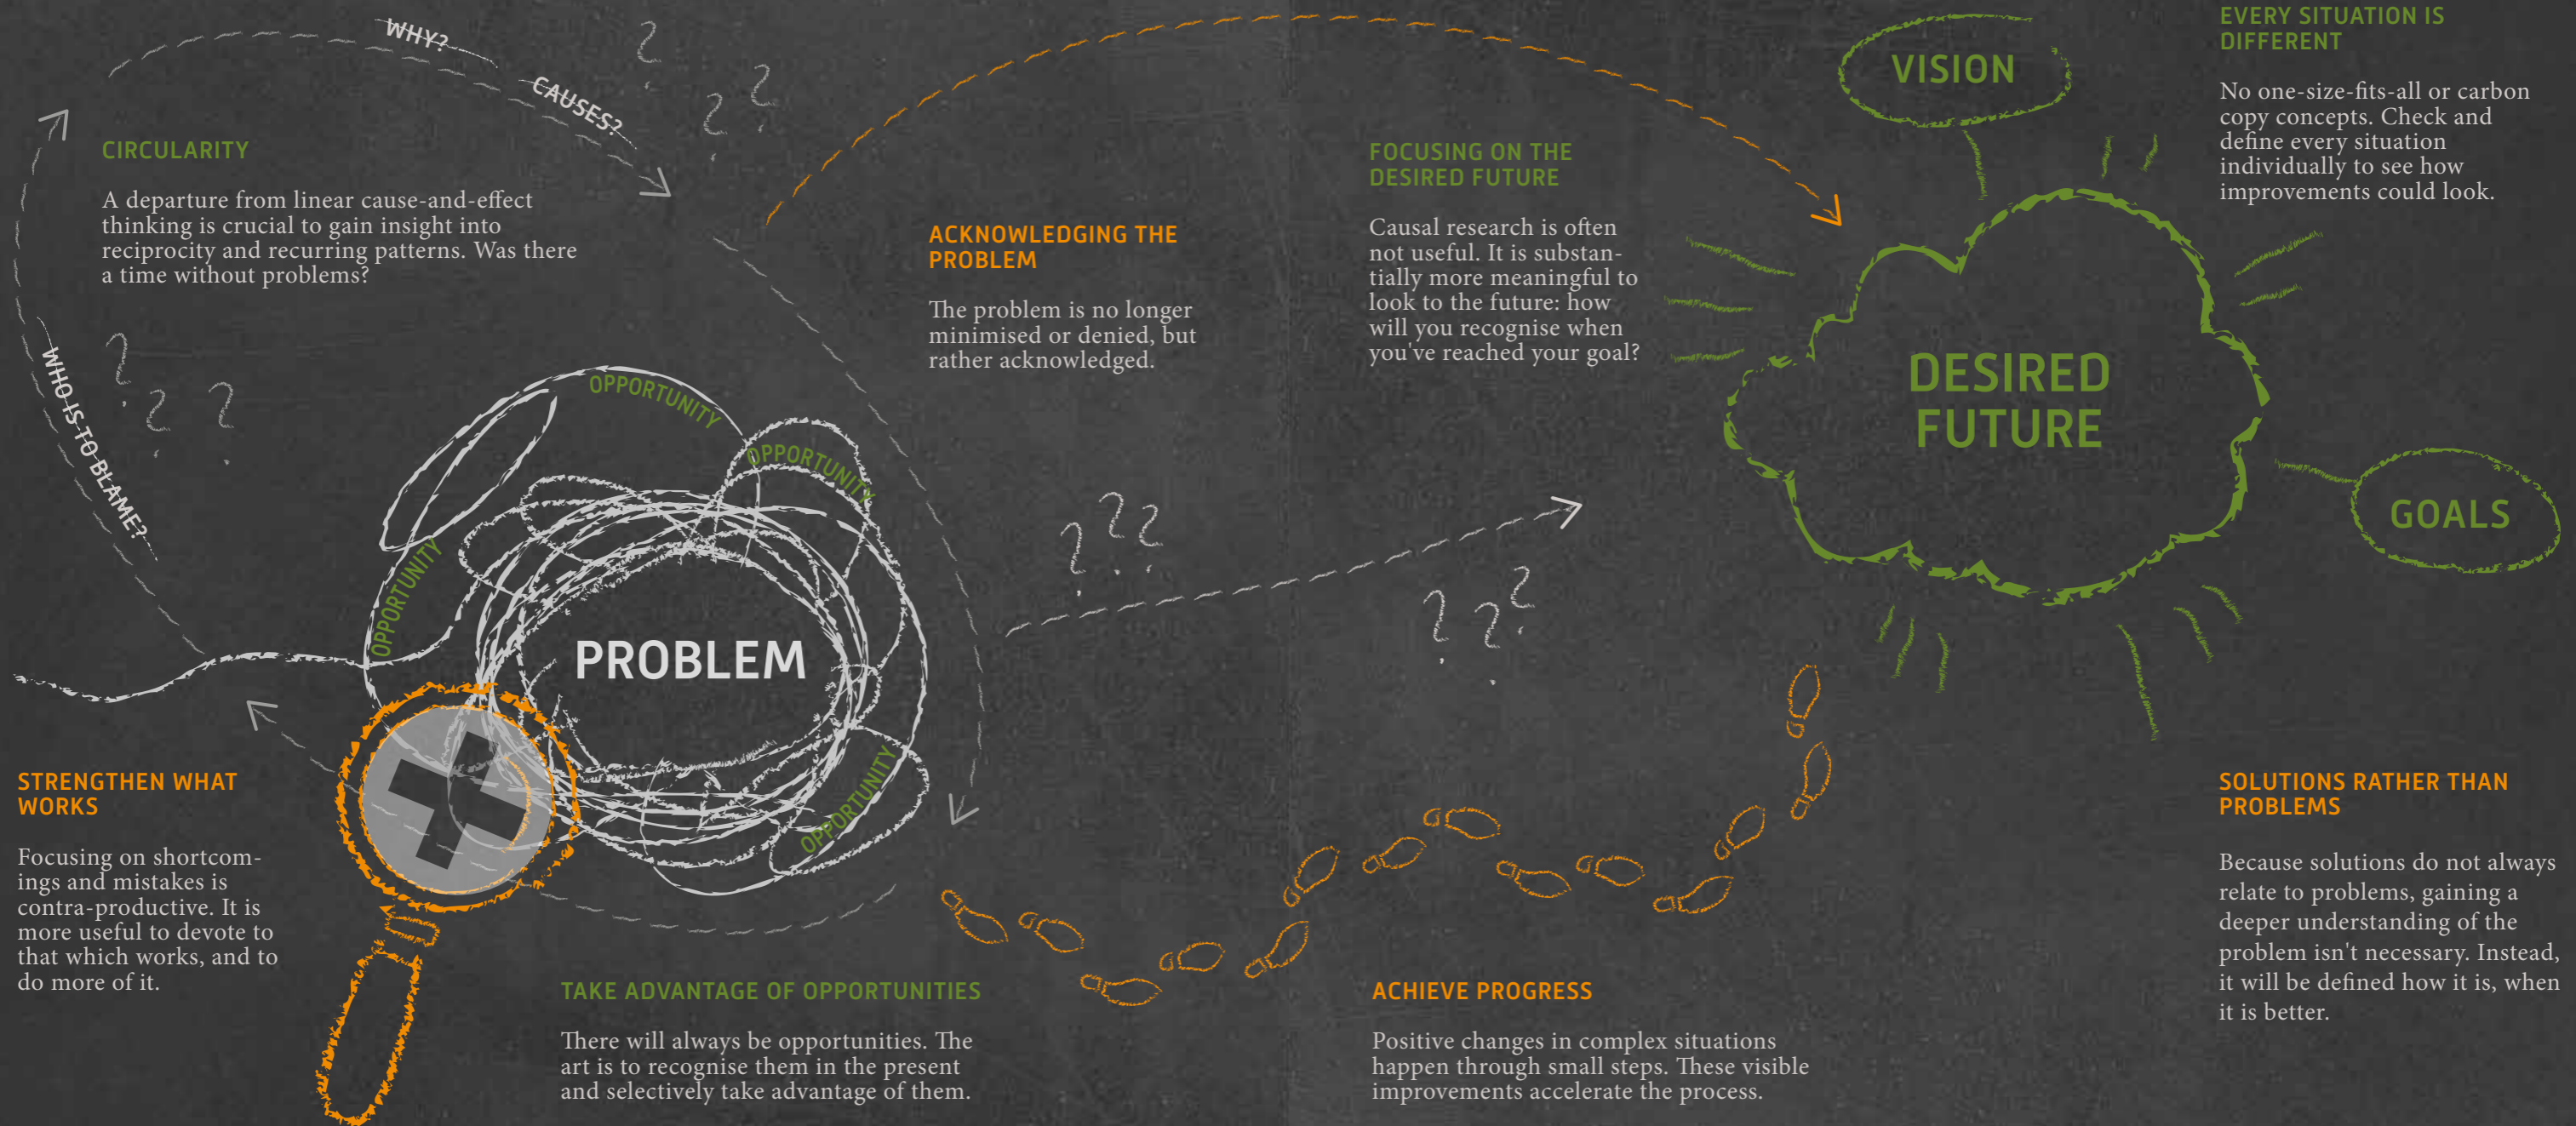 WHY?
CAUSES?
WHO IS TO BLAME?
CIRCULARITY
A departure from linear cause-and-effect
thinking is crucial to gain insight into
reciprocity and recurring patterns. Was there
a time without problems?
OPPORTUNITY
OPPORTUNITY
OPPORTUNITY
OPPORTUNITY
PROBLEM
STRENGTHEN WHAT
WORKS
Focusing on shortcom-
ings and mistakes is
contra-productive. It is
more useful to devote to
that which works, and to
do more of it.
TAKE ADVANTAGE OF OPPORTUNITIES
There will always be opportunities. The
art is to recognise them in the present
and selectively take advantage of them.
ACKNOWLEDGING THE
PROBLEM
The problem is no longer
minimised or denied, but
rather acknowledged.
? ? ?
? ? ?
? ? ?
? ? ?
FOCUSING ON THE
DESIRED FUTURE
Causal research is often
not useful. It is substan-
tially more meaningful to
look to the future: how
will you recognise when
you've reached your goal?
ACHIEVE PROGRESS
Positive changes in complex situations
happen through small steps. These visible
improvements accelerate the process.
VISION
DESIRED
FUTURE
GOALS
EVERY SITUATION IS
DIFFERENT
No one-size-fits-all or carbon
copy concepts. Check and
define every situation
individually to see how
improvements could look.
SOLUTIONS RATHER THAN
PROBLEMS
Because solutions do not always
relate to problems, gaining a
deeper understanding of the
problem isn't necessary. Instead,
it will be defined how it is, when
it is better.